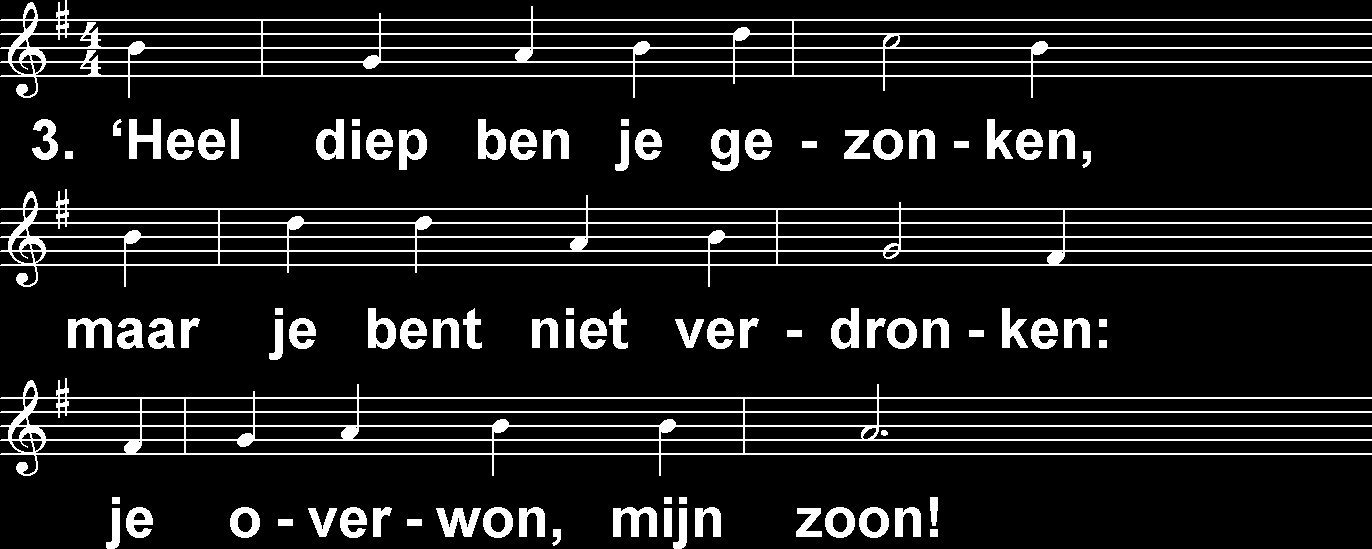 3. ‘Heel diep ben je ge - zon - ken,
maar je bent niet ver - dron - ken:
je o - ver - won, mijn zoon!